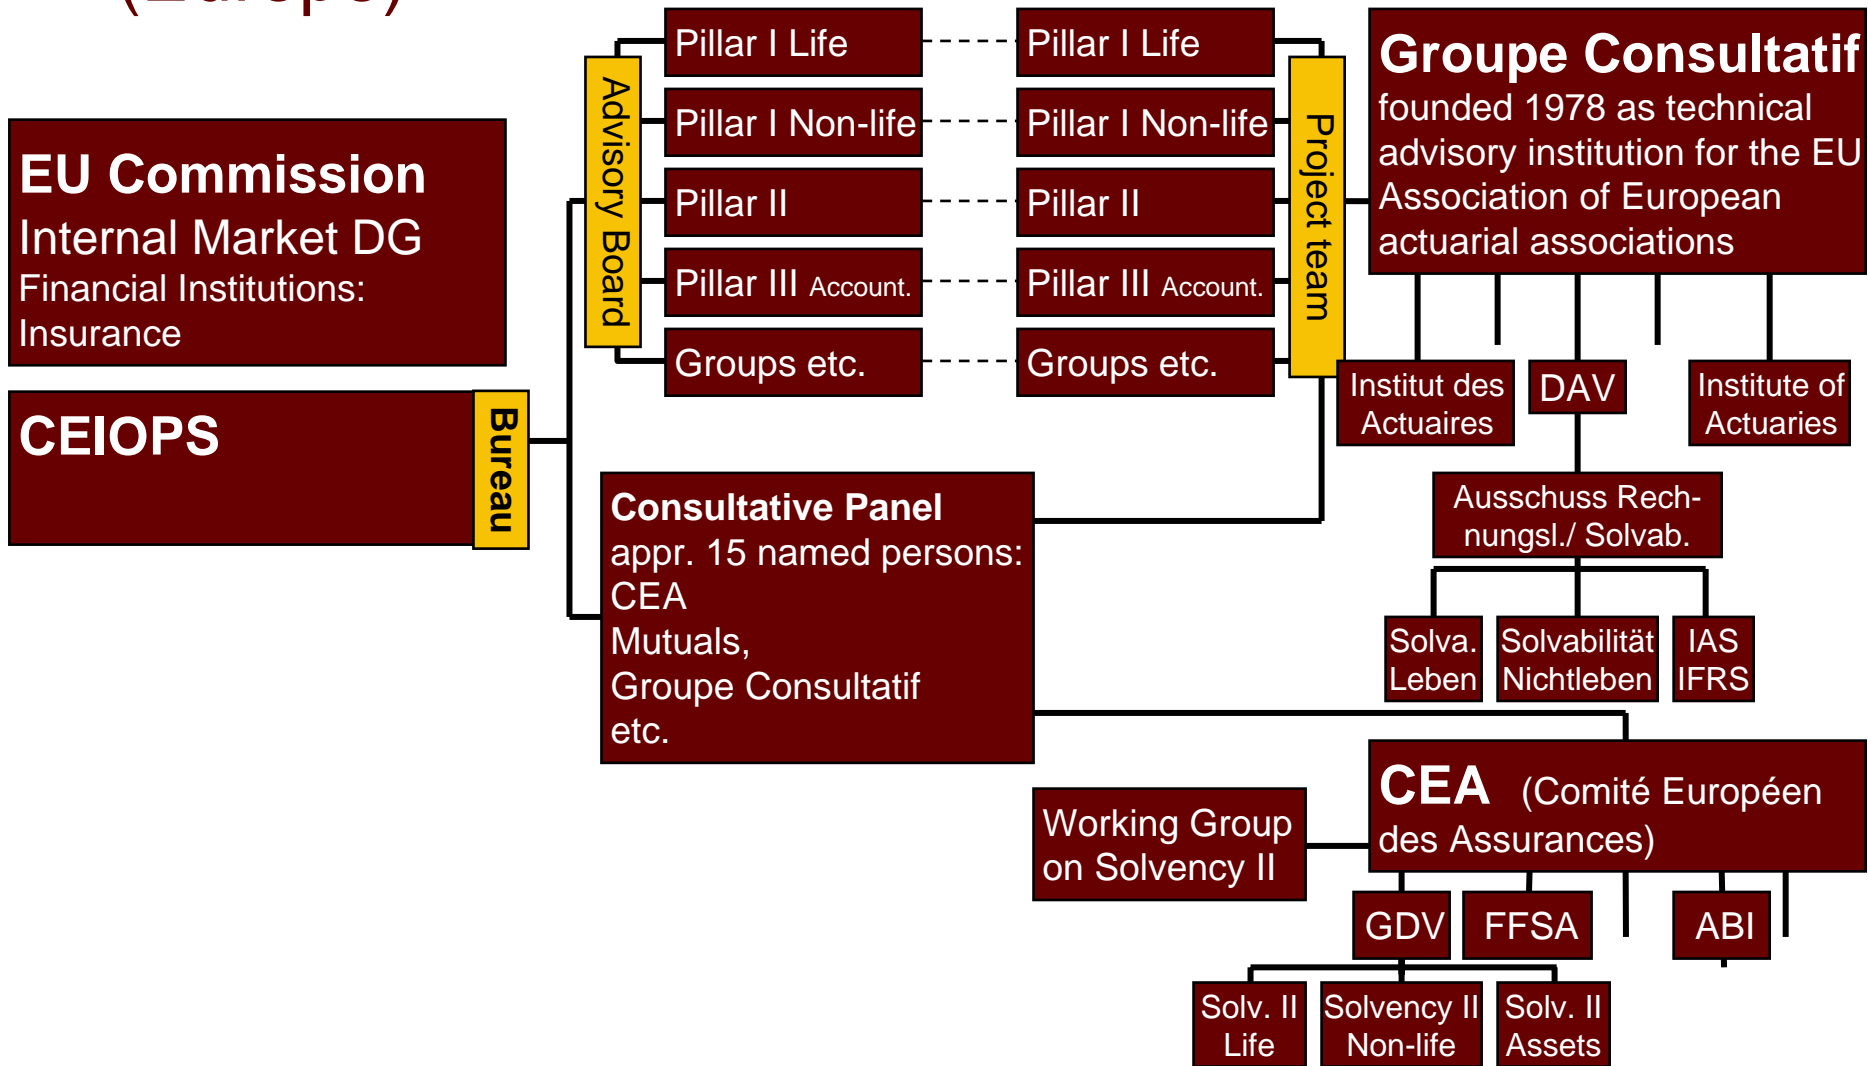 (Europe)
EU Commission
Internal Market DG
Financial Institutions:
Insurance
CEIOPS
Bureau
Advisory Board
Pillar I Life
Pillar I Non-life
Pillar II
Pillar III Account.
Groups etc.
Pillar I Life
Pillar I Non-life
Pillar II
Pillar III Account.
Groups etc.
Project team
Consultative Panel
appr. 15 named persons:
CEA
Mutuals,
Groupe Consultatif
etc.
Groupe Consultatif
founded 1978 as technical
advisory institution for the EU
Association of European
actuarial associations
Institut des
Actuaires
DAV
Institute of
Actuaries
Ausschuss Rech-
nungsl./ Solvab.
Solva.
Leben
Solvabilität
Nichtleben
IAS
IFRS
CEA (Comité Européen
des Assurances)
Working Group
on Solvency II
GDV
FFSA
ABI
Solv. II
Life
Solvency II
Non-life
Solv. II
Assets